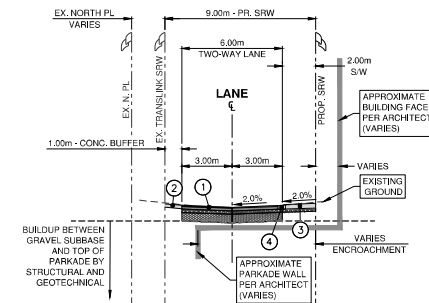 EX. NORTH PL
VARIES
9.00m - PR. SRW
6.00m
TWO-WAY LANE
2.00m
S/W
LANE
℄
EX. N. PL
EX. TRANSLINK SRW
PROP. SRW
APPROXIMATE
BUILDING FACE
PER ARCHITECT
(VARIES)
1.00m - CONC. BUFFER
3.00m
3.00m
VARIES
2
1
2.0%
2.0%
EXISTING
GROUND
4
3
BUILDUP BETWEEN
GRAVEL SUBBASE
AND TOP OF
PARKADE BY
STRUCTURAL AND
GEOTECHNICAL
VARIES
ENCROACHMENT
APPROXIMATE
PARKADE WALL
PER ARCHITECT
(VARIES)